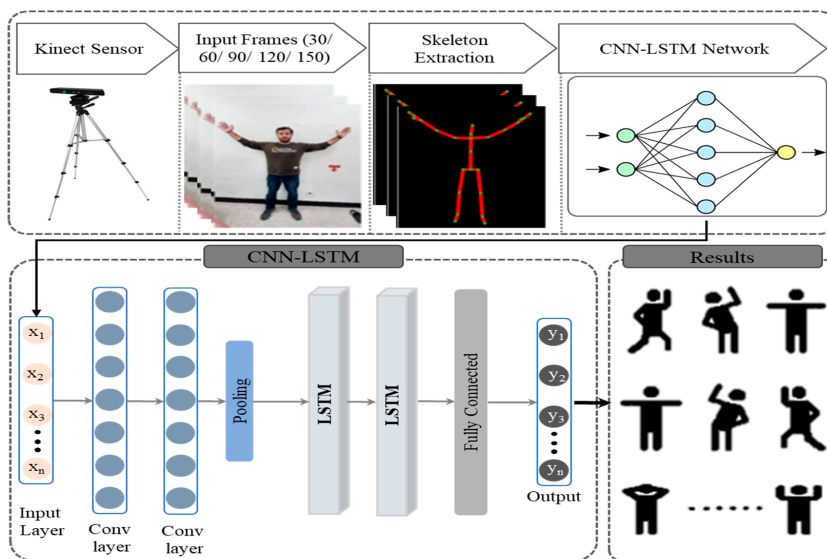 Kinect Sensor
Input Frames (30/
60/ 90/ 120/ 150)
Skeleton
Extraction
CNN-LSTM Network
CNN-LSTM
Results
x1
x2
x3
xn
Input
Layer
Conv
layer
Conv
layer
Pooling
LSTM
LSTM
Fully Connected
y1
y2
y3
yn
Output